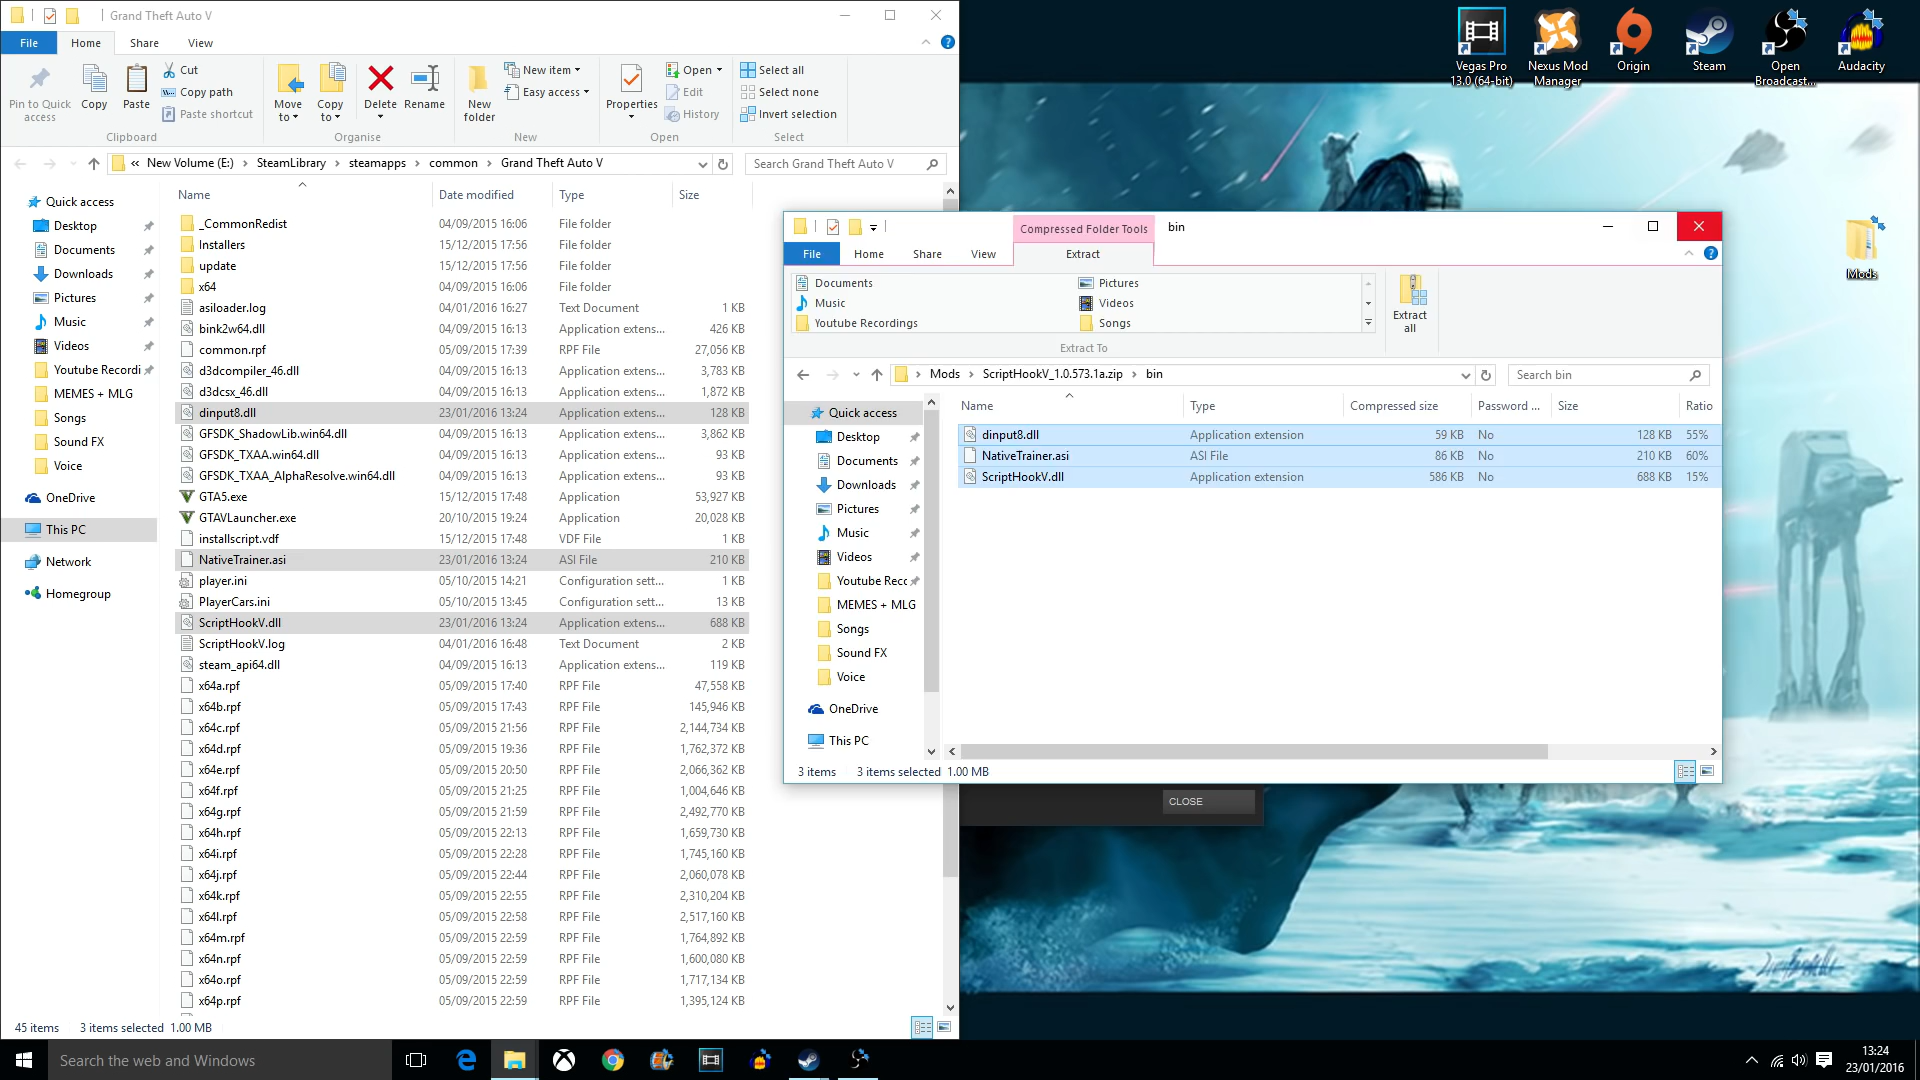 Grand Theft Auto V
File Home Share View
Pin to Quick access
Copy
Paste
Cut
Copy path
Paste shortcut
Clipboard
Move to
Copy to
Delete
Rename
Organise
New folder
New item
Easy access
New
Properties
Open
Edit
History
Open
Select all
Select none
Invert selection
Select
« New Volume (E:) > SteamLibrary > steamapps > common > Grand Theft Auto V
Search Grand Theft Auto V
Quick access
Desktop
Documents
Downloads
Pictures
Music
Videos
Youtube Recordi
MEMES + MLG
Songs
Sound FX
Voice
OneDrive
This PC
Network
Homegroup
Name Date modified Type Size
_CommonRedist 04/09/2015 16:06 File folder
Installers 15/12/2015 17:56 File folder
update 15/12/2015 17:56 File folder
x64 04/09/2015 16:06 File folder
asiloader.log 04/01/2016 16:27 Text Document 1 KB
bink2w64.dll 04/09/2015 16:13 Application extens... 426 KB
common.rpf 05/09/2015 17:39 RPF File 27,056 KB
d3dcompiler_46.dll 04/09/2015 16:13 Application extens... 3,783 KB
d3dcsx_46.dll 04/09/2015 16:13 Application extens... 1,872 KB
dinput8.dll 23/01/2016 13:24 Application extens... 128 KB
GFSDK_ShadowLib.win64.dll 04/09/2015 16:13 Application extens... 3,862 KB
GFSDK_TXAA.win64.dll 04/09/2015 16:13 Application extens... 93 KB
GFSDK_TXAA_AlphaResolve.win64.dll 04/09/2015 16:13 Application extens... 93 KB
GTA5.exe 15/12/2015 17:48 Application 53,927 KB
GTAVLauncher.exe 20/10/2015 19:24 Application 20,028 KB
installscript.vdf 15/12/2015 17:48 VDF File 1 KB
NativeTrainer.asi 23/01/2016 13:24 ASI File 210 KB
player.ini 05/10/2015 14:21 Configuration sett... 1 KB
PlayerCars.ini 05/10/2015 13:45 Configuration sett... 13 KB
ScriptHookV.dll 23/01/2016 13:24 Application extens... 688 KB
ScriptHookV.log 04/01/2016 16:48 Text Document 2 KB
steam_api64.dll 04/09/2015 16:13 Application extens... 119 KB
x64a.rpf 05/09/2015 17:40 RPF File 47,558 KB
x64b.rpf 05/09/2015 17:43 RPF File 145,946 KB
x64c.rpf 05/09/2015 21:56 RPF File 2,144,734 KB
x64d.rpf 05/09/2015 19:36 RPF File 1,762,372 KB
x64e.rpf 05/09/2015 20:50 RPF File 2,066,362 KB
x64f.rpf 05/09/2015 21:25 RPF File 1,004,646 KB
x64g.rpf 05/09/2015 21:59 RPF File 2,492,770 KB
x64h.rpf 05/09/2015 22:13 RPF File 1,659,730 KB
x64i.rpf 05/09/2015 22:28 RPF File 1,745,160 KB
x64j.rpf 05/09/2015 22:44 RPF File 2,060,078 KB
x64k.rpf 05/09/2015 22:55 RPF File 2,310,204 KB
x64l.rpf 05/09/2015 22:58 RPF File 2,517,160 KB
x64m.rpf 05/09/2015 22:59 RPF File 1,764,892 KB
x64n.rpf 05/09/2015 22:59 RPF File 1,600,080 KB
x64o.rpf 05/09/2015 22:59 RPF File 1,717,134 KB
x64p.rpf 05/09/2015 22:59 RPF File 1,395,124 KB
45 items 3 items selected 1.00 MB
Vegas Pro 13.0 (64-bit)
Nexus Mod Manager
Origin
Steam
Open Broadcast...
Audacity
Mods
Compressed Folder Tools bin
File Home Share View Extract
Documents Pictures
Music Videos
Youtube Recordings Songs
Extract To
Extract all
Mods > ScriptHookV_1.0.573.1a.zip > bin
Search bin
Quick access
Desktop
Documents
Downloads
Pictures
Music
Videos
Youtube Rec
MEMES + MLG
Songs
Sound FX
Voice
OneDrive
This PC
Name Type Compressed size Password ... Size Ratio
dinput8.dll Application extension 59 KB No 128 KB 55%
NativeTrainer.asi ASI File 86 KB No 210 KB 60%
ScriptHookV.dll Application extension 586 KB No 688 KB 15%
3 items 3 items selected 1.00 MB
CLOSE
Search the web and Windows
13:24
23/01/2016